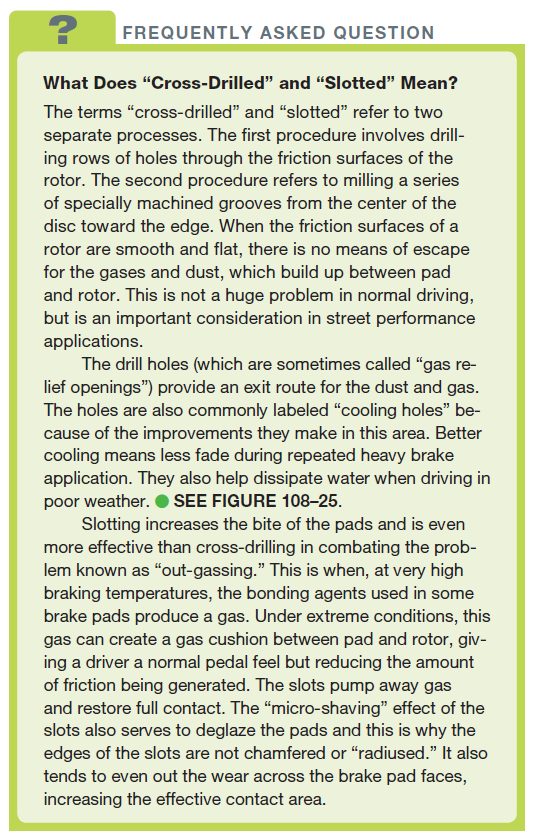 ?
FREQUENTLY ASKED QUESTION
What Does “Cross-Drilled” and “Slotted” Mean?
The terms “cross-drilled” and “slotted” refer to two
separate processes. The first procedure involves drill-
ing rows of holes through the friction surfaces of the
rotor. The second procedure refers to milling a series
of specially machined grooves from the center of the
disc toward the edge. When the friction surfaces of a
rotor are smooth and flat, there is no means of escape
for the gases and dust, which build up between pad
and rotor. This is not a huge problem in normal driving,
but is an important consideration in street performance
applications.
The drill holes (which are sometimes called “gas re-
lief openings”) provide an exit route for the dust and gas.
The holes are also commonly labeled “cooling holes” be-
cause of the improvements they make in this area. Better
cooling means less fade during repeated heavy brake
application. They also help dissipate water when driving in
poor weather. ● SEE FIGURE 108–25.
Slotting increases the bite of the pads and is even
more effective than cross-drilling in combating the prob-
lem known as “out-gassing.” This is when, at very high
braking temperatures, the bonding agents used in some
brake pads produce a gas. Under extreme conditions, this
gas can create a gas cushion between pad and rotor, giv-
ing a driver a normal pedal feel but reducing the amount
of friction being generated. The slots pump away gas
and restore full contact. The “micro-shaving” effect of the
slots also serves to deglaze the pads and this is why the
edges of the slots are not chamfered or “radiused.” It also
tends to even out the wear across the brake pad faces,
increasing the effective contact area.